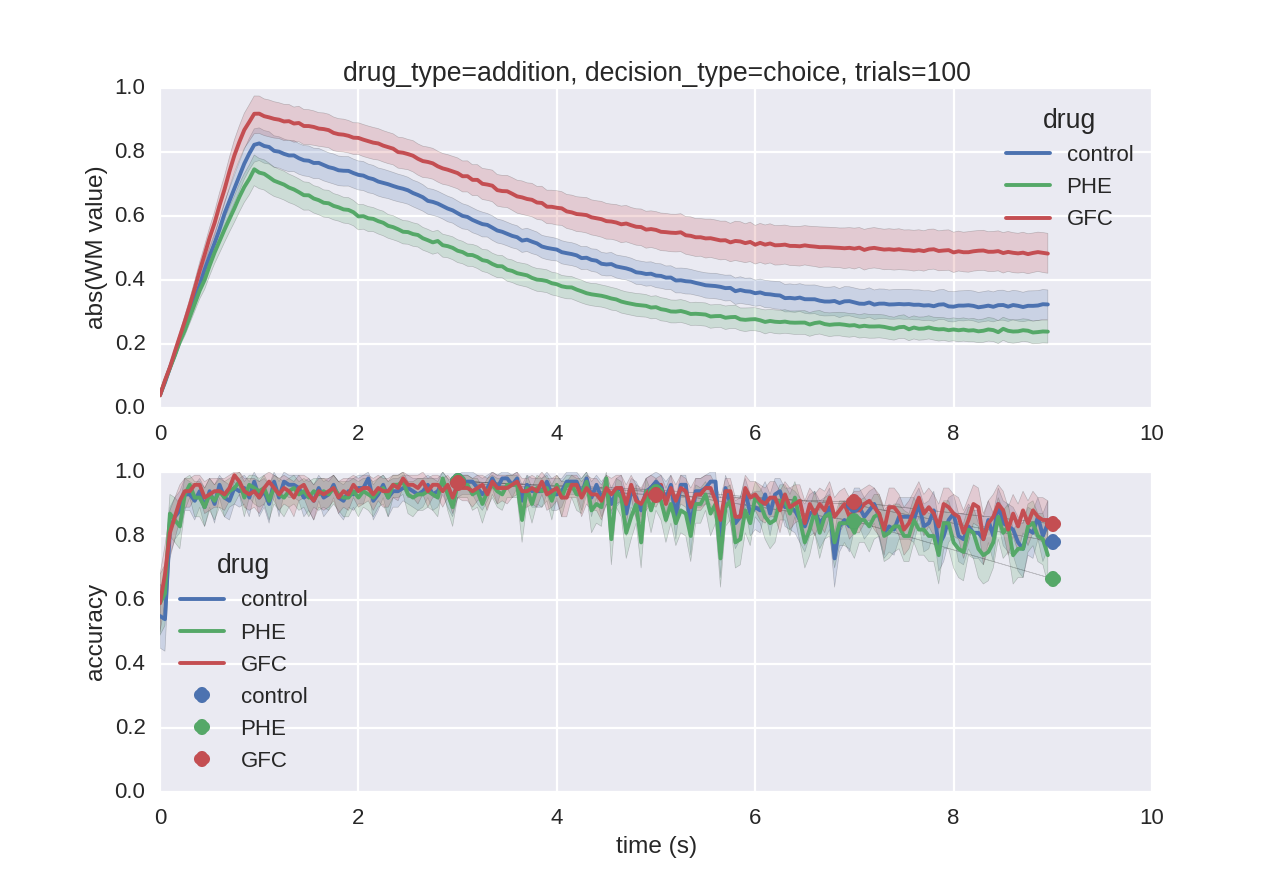 drug_type=addition, decision_type=choice, trials=100
1.0
0.8
0.6
0.4
0.2
0.0
abs(WM value)
drug
control
PHE
GFC
0 2 4 6 8 10
1.0
0.8
0.6
0.4
0.2
0.0
accuracy
drug
control
PHE
GFC
control
PHE
GFC
0 2 4 6 8 10
time (s)